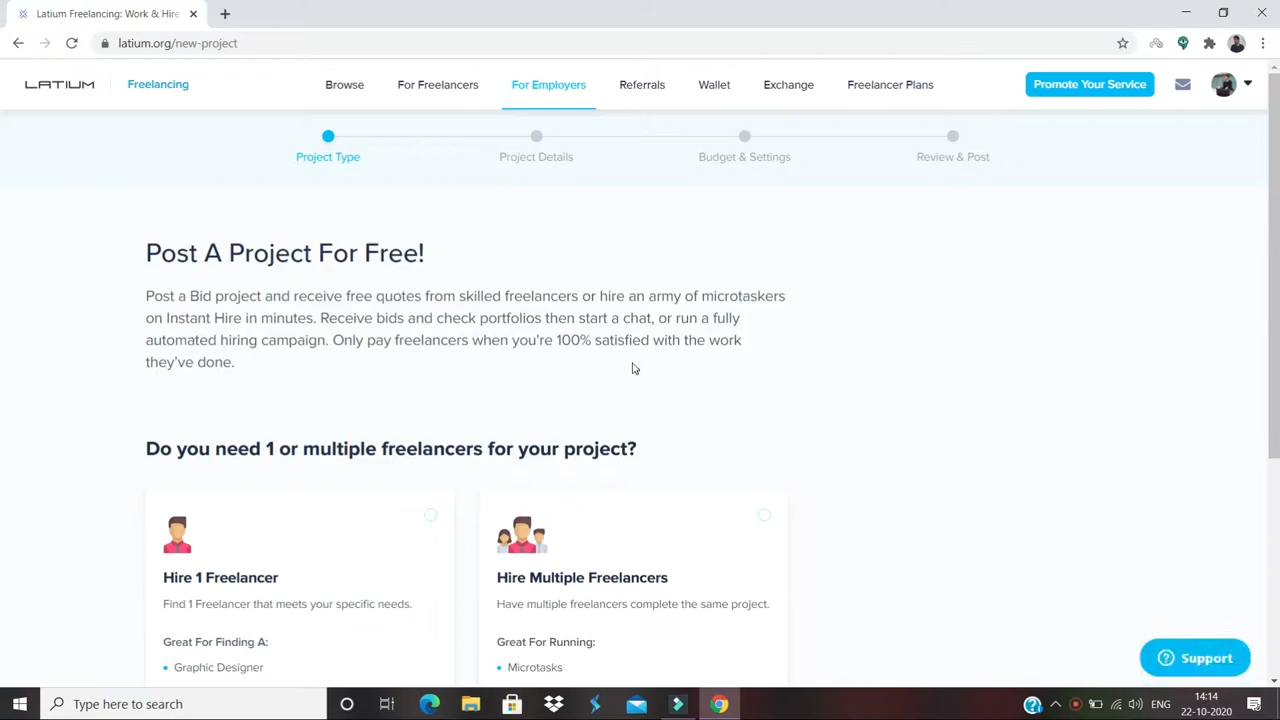 Latium Freelancing: Work & Hire
latium.org/new-project
LATIUM Freelancing Browse For Freelancers For Employers Referrals Wallet Exchange Freelancer Plans Promote Your Service
Project Type Project Details Budget & Settings Review & Post
Post A Project For Free!
Post a Bid project and receive free quotes from skilled freelancers or hire an army of microtaskers
on Instant Hire in minutes. Receive bids and check portfolios then start a chat, or run a fully
automated hiring campaign. Only pay freelancers when you're 100% satisfied with the work
they've done.
Do you need 1 or multiple freelancers for your project?
Hire 1 Freelancer
Find 1 Freelancer that meets your specific needs.
Great For Finding A:
• Graphic Designer
Hire Multiple Freelancers
Have multiple freelancers complete the same project.
Great For Running:
• Microtasks
Support
Type here to search
ENG
14:14
22-10-2020